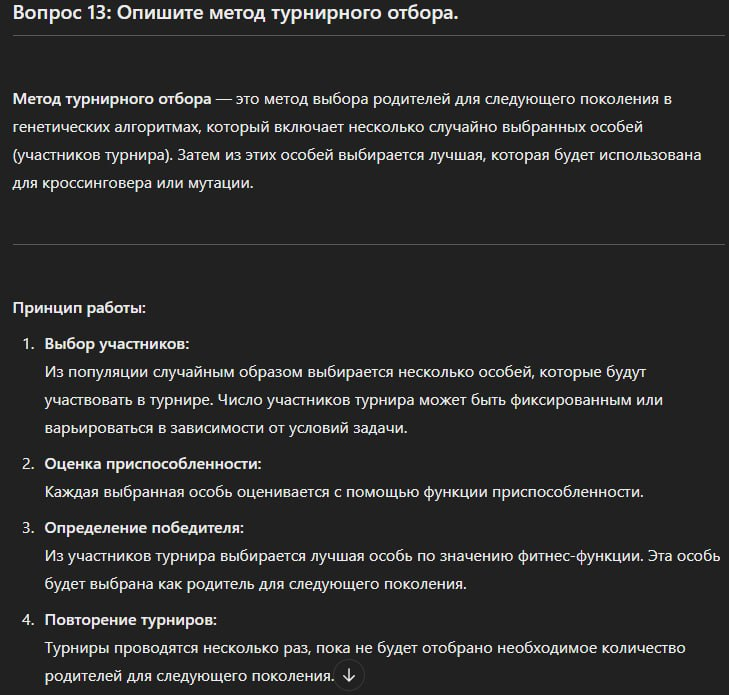 Вопрос 13: Опишите метод турнирного отбора.
Метод турнирного отбора — это метод выбора родителей для следующего поколения в
генетических алгоритмах, который включает несколько случайно выбранных особей
(участников турнира). Затем из этих особей выбирается лучшая, которая будет использована
для кроссинговера или мутации.
Принцип работы:
1. Выбор участников:
Из популяции случайным образом выбирается несколько особей, которые будут
участвовать в турнире. Число участников турнира может быть фиксированным или
варьироваться в зависимости от условий задачи.
2. Оценка приспособленности:
Каждая выбранная особь оценивается с помощью функции приспособленности.
3. Определение победителя:
Из участников турнира выбирается лучшая особь по значению фитнес-функции. Эта особь
будет выбрана как родитель для следующего поколения.
4. Повторение турниров:
Турниры проводятся несколько раз, пока не будет отобрано необходимое количество
родителей для следующего поколения.